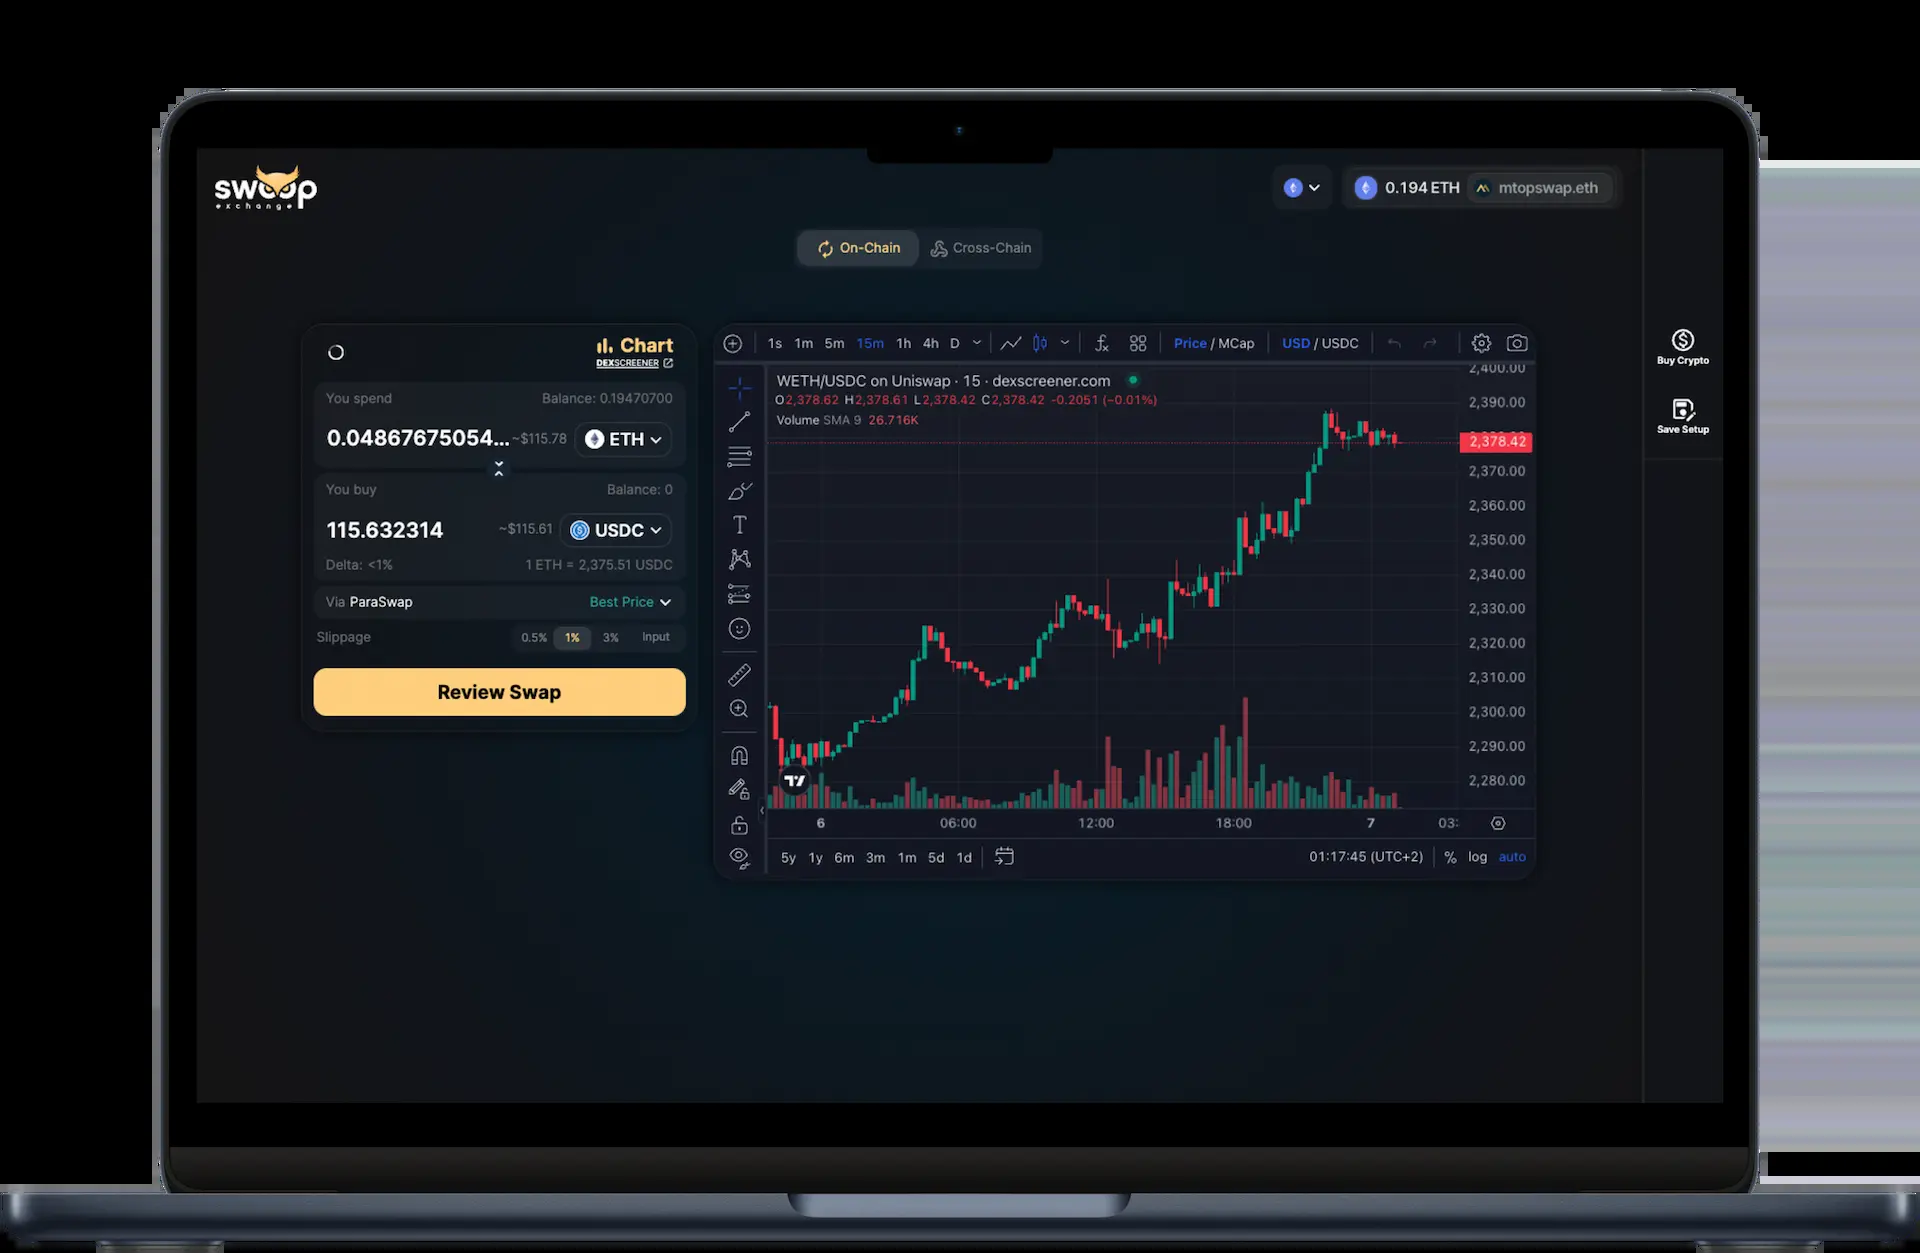 swoop
exchange
0.194 ETH mtopswap.eth
On-Chain Cross-Chain
Buy Crypto
Save Setup
Chart
DEXSCREENER
You spend Balance: 0.19470700
0.04867675054... ~$115.78 ETH
You buy Balance: 0
115.632314 ~$115.61 USDC
Delta: <1% 1 ETH = 2,375.51 USDC
Via ParaSwap Best Price
Slippage 0.5% 1% 3% Input
Review Swap
1s 1m 5m 15m 1h 4h D Price / MCap USD / USDC
WETH/USDC on Uniswap · 15 · dexscreener.com
O2,378.62 H2,378.61 L2,378.42 C2,378.42 -0.2051 (−0.01%)
Volume SMA 9 26.716K
2,400.00
2,390.00
2,378.42
2,370.00
2,360.00
2,350.00
2,340.00
2,330.00
2,320.00
2,310.00
2,300.00
2,290.00
2,280.00
6 06:00 12:00 18:00 7 03:
5y 1y 6m 3m 1m 5d 1d 01:17:45 (UTC+2) % log auto